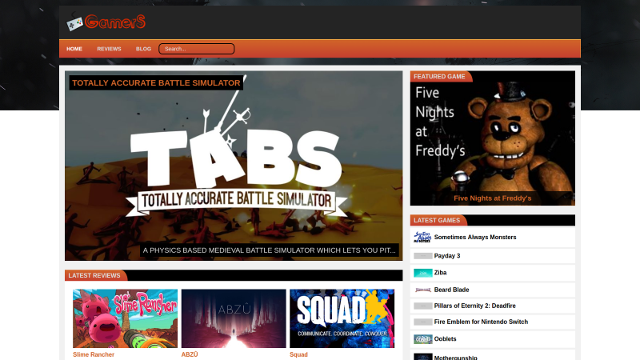 GamerS
HOME REVIEWS BLOG Search...
TOTALLY ACCURATE BATTLE SIMULATOR
TABS
TOTALLY ACCURATE BATTLE SIMULATOR
A PHYSICS BASED MEDIEVAL BATTLE SIMULATOR WHICH LETS YOU PIT...
FEATURED GAME
Five
Nights
at
Freddy's
Five Nights at Freddy's
LATEST GAMES
Sometimes Always Monsters
Payday 3
Ziba
Beard Blade
Pillars of Eternity 2: Deadfire
Fire Emblem for Nintendo Switch
Ooblets
Mothergunship
LATEST REVIEWS
Slime Rancher
ABZÛ
SQUAD
COMMUNICATE. COORDINATE. CONQUER.
Slime Rancher
ABZÛ
Squad